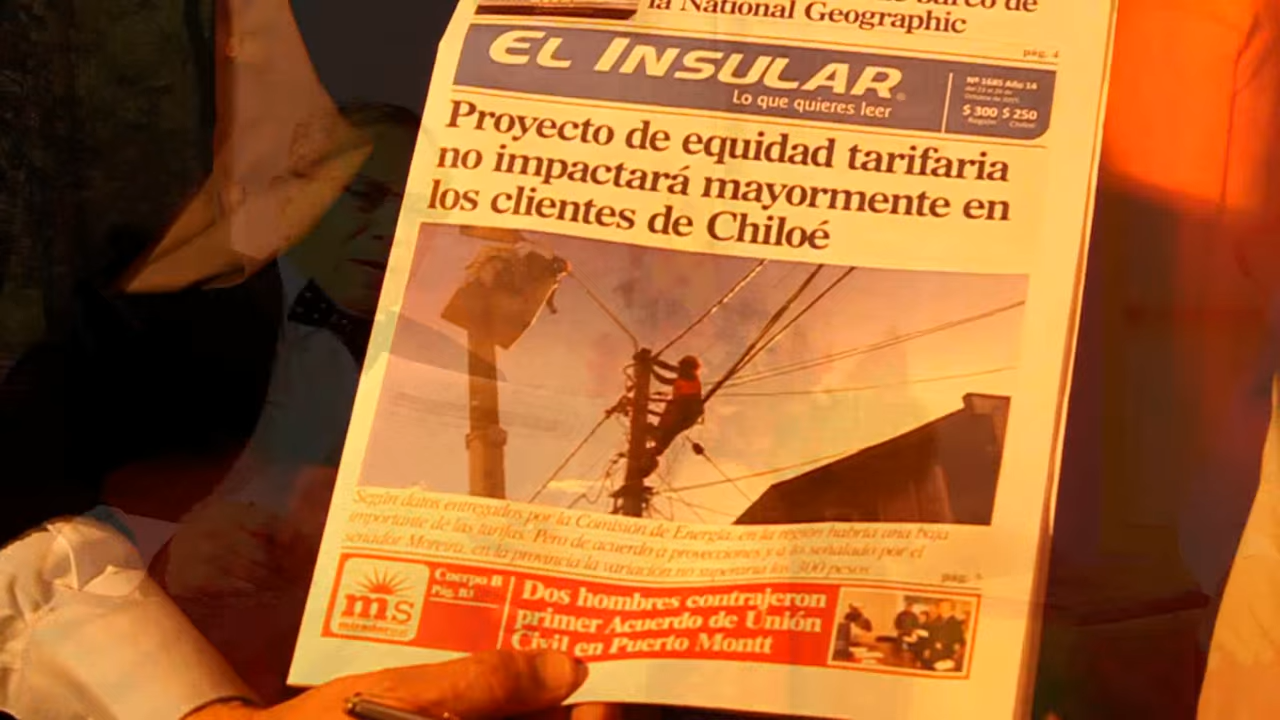 barco de
la National Geographic
pág. 4
EL INSULAR
Lo que quieres leer
Nº 1685 Año 14
$ 300 $ 250
Región Chiloé
Proyecto de equidad tarifaria
no impactará mayormente en
los clientes de Chiloé
Según datos entregados por la Comisión de Energía, en la región habría una baja
importante de las tarifas. Pero de acuerdo a proyecciones y a lo señalado por el
senador Moreira, en la provincia la variación no superaría los 300 pesos.
pág.
ms
Cuerpo B
Pág. B3
Dos hombres contrajeron
primer Acuerdo de Unión
Civil en Puerto Montt